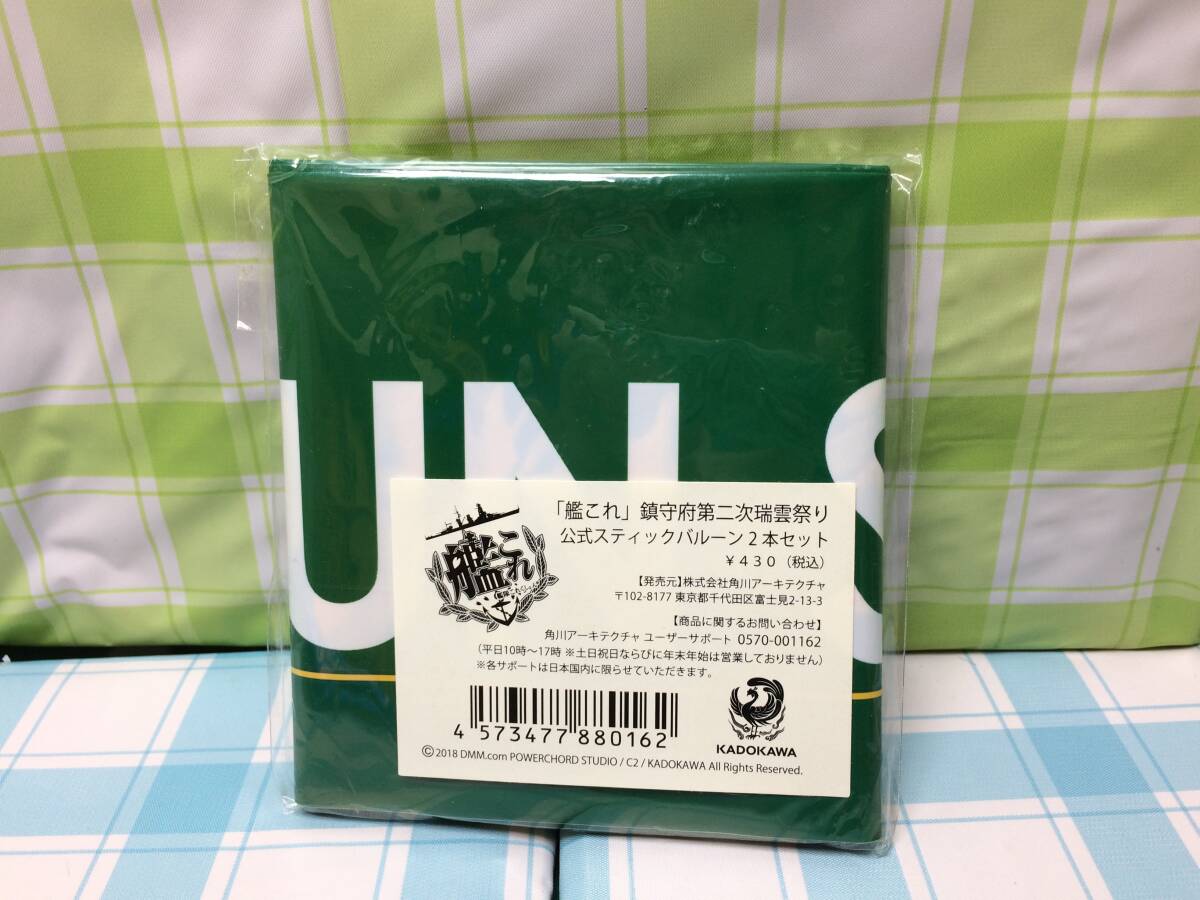 UN S
「艦これ」鎮守府第二次瑞雲祭り
公式スティックバルーン2本セット
￥430（税込）
【発売元】株式会社角川アーキテクチャ
〒102-8177 東京都千代田区富士見2-13-3
【商品に関するお問い合わせ】
角川アーキテクチャ ユーザーサポート 0570-001162
（平日10時～17時 ※土日祝日ならびに年末年始は営業しておりません）
※各サポートは日本国内に限らせていただきます。
艦これ
4 573477 880162
KADOKAWA
©2018 DMM.com POWERCHORD STUDIO / C2 / KADOKAWA All Rights Reserved.